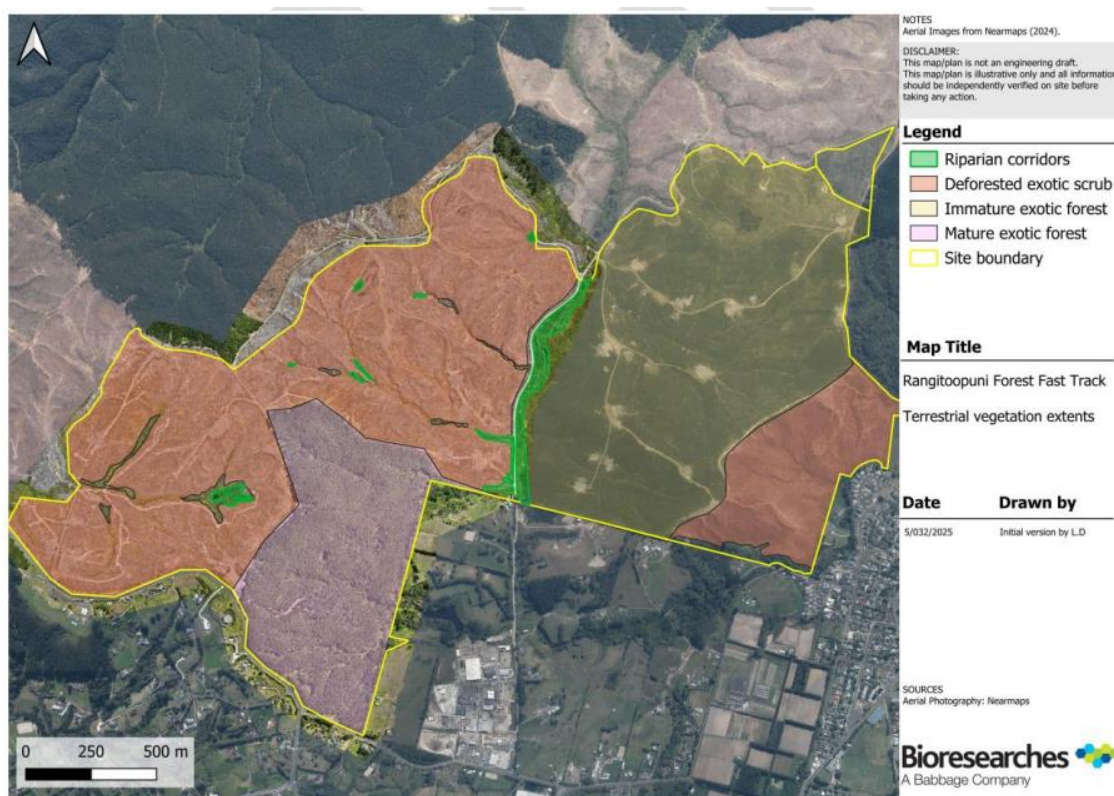 NOTES
Aerial Images from Nearmaps (2024).
DISCLAIMER:
This map/plan is not an engineering draft.
This map/plan is illustrative only and all information
should be independently verified on site before
taking any action.
Legend
Riparian corridors
Deforested exotic scrub
Immature exotic forest
Mature exotic forest
Site boundary
Map Title
Rangitoopuni Forest Fast Track
Terrestrial vegetation extents
Date Drawn by
5/032/2025 Initial version by L.D
SOURCES
Aerial Photography: Nearmaps
0 250 500 m
Bioresearches
A Babbage Company